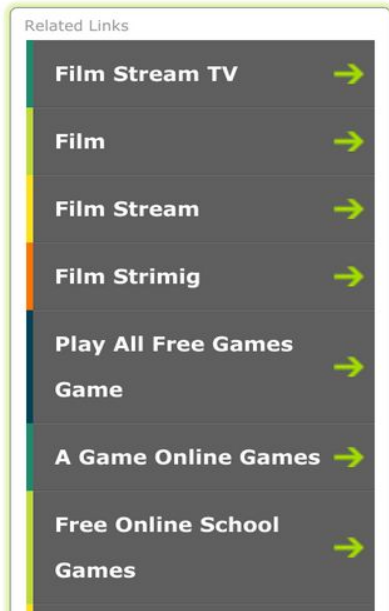 Related Links
Film Stream TV
Film
Film Stream
Film Strimig
Play All Free Games
Game
A Game Online Games
Free Online School
Games